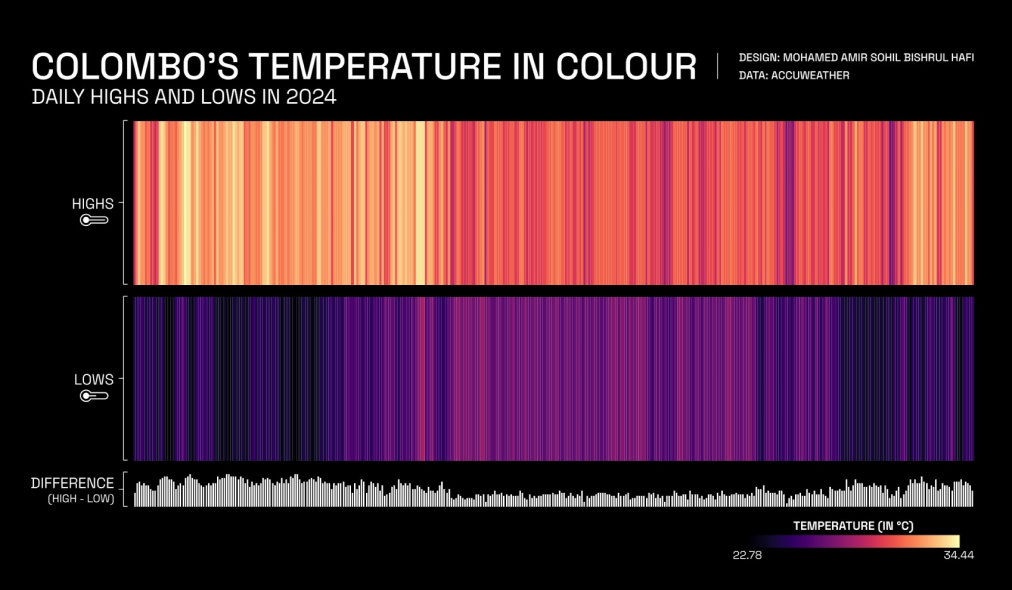 COLOMBO'S TEMPERATURE IN COLOUR
DAILY HIGHS AND LOWS IN 2024
DESIGN: MOHAMED AMIR SOHIL BISHRUL HAFI
DATA: ACCUWEATHER
HIGHS
LOWS
DIFFERENCE
(HIGH - LOW)
TEMPERATURE (IN °C)
22.78 34.44